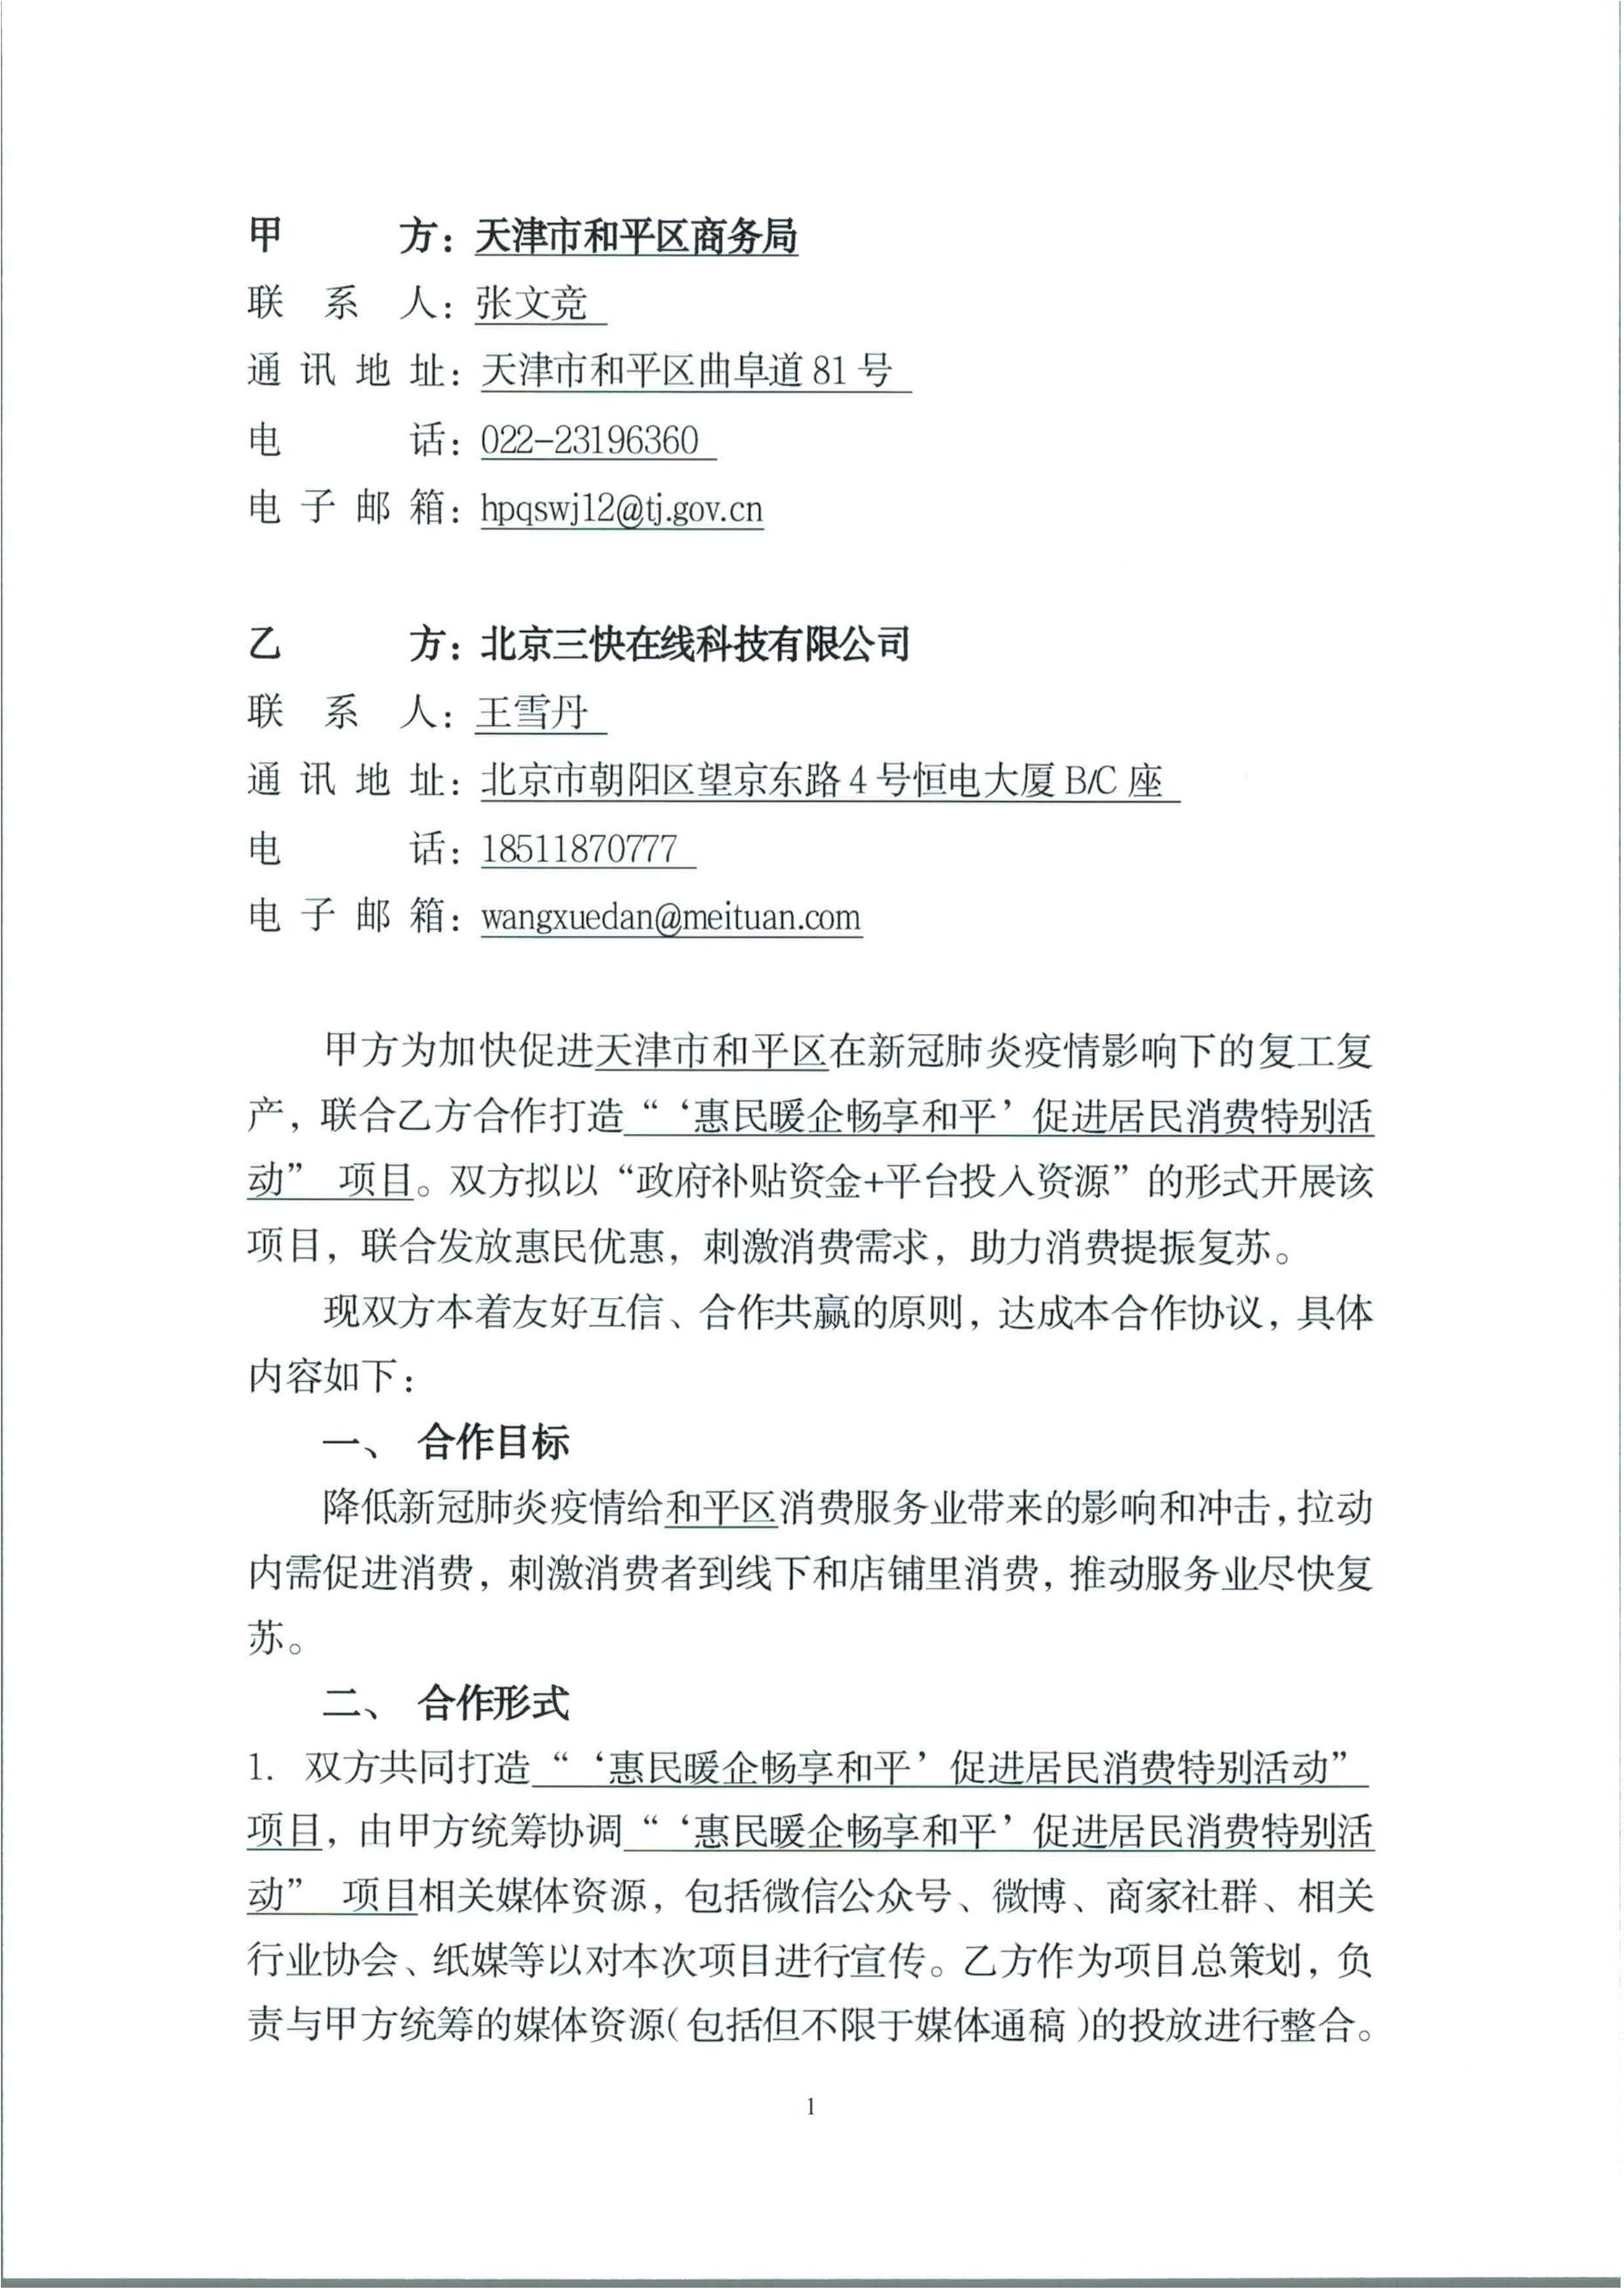 甲方：天津市和平区商务局
联系人：张文竞
通讯地址：天津市和平区曲阜道81号
电话：022-23196360
电子邮箱：hpqswj12@tj.gov.cn
乙方：北京三快在线科技有限公司
联系人：王雪丹
通讯地址：北京市朝阳区望京东路4号恒电大厦B/C座
电话：18511870777
电子邮箱：wangxuedan@meituan.com
甲方为加快促进天津市和平区在新冠肺炎疫情影响下的复工复
产，联合乙方合作打造“‘惠民暖企畅享和平’促进居民消费特别活
动” 项目。双方拟以“政府补贴资金+平台投入资源”的形式开展该
项目，联合发放惠民优惠，刺激消费需求，助力消费提振复苏。
现双方本着友好互信、合作共赢的原则，达成本合作协议，具体
内容如下：
一、 合作目标
降低新冠肺炎疫情给和平区消费服务业带来的影响和冲击，拉动
内需促进消费，刺激消费者到线下和店铺里消费，推动服务业尽快复
苏。
二、 合作形式
1. 双方共同打造“‘惠民暖企畅享和平’促进居民消费特别活动”
项目，由甲方统筹协调“‘惠民暖企畅享和平’促进居民消费特别活
动” 项目相关媒体资源，包括微信公众号、微博、商家社群、相关
行业协会、纸媒等以对本次项目进行宣传。乙方作为项目总策划，负
责与甲方统筹的媒体资源(包括但不限于媒体通稿)的投放进行整合。
1